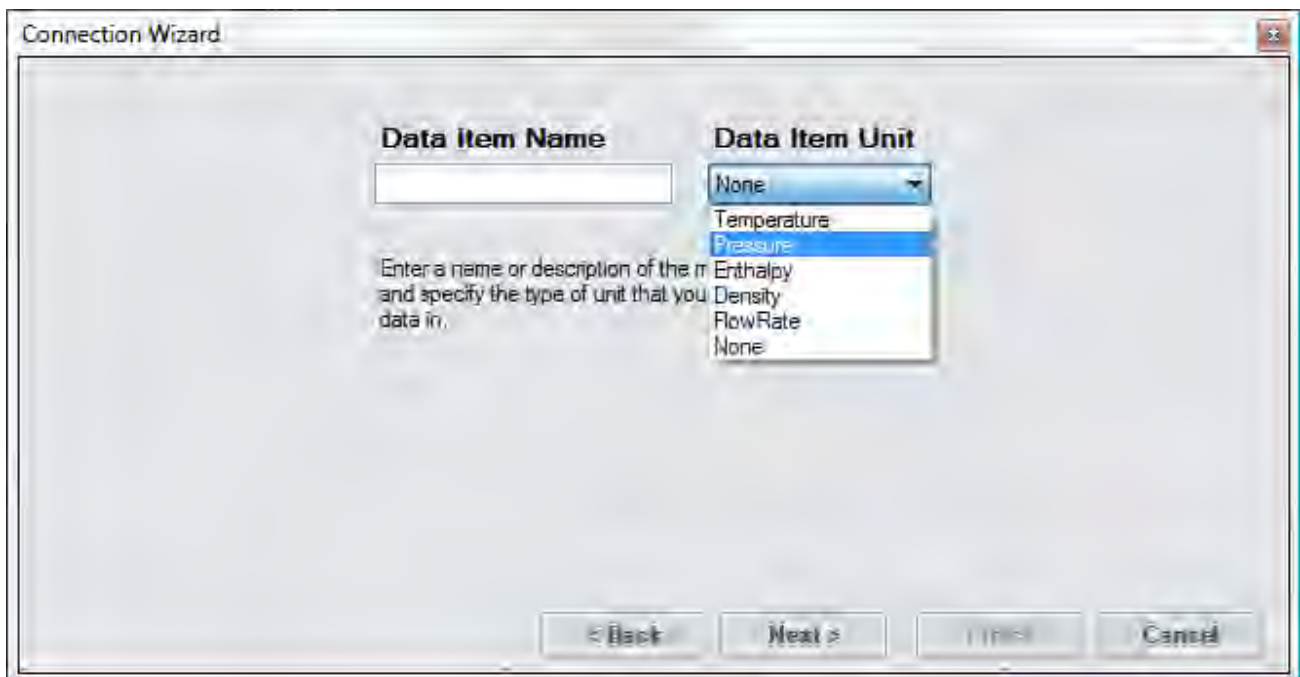 Connection Wizard
Data Item Name
Data Item Unit
None
Temperature
Pressure
Enter a name or description of the m
Enthalpy
and specify the type of unit that you
Density
data in.
FlowRate
None
< Back
Next >
Cancel